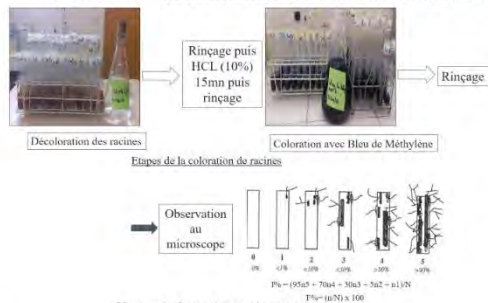 Rinçage puis
HCL (10%)
15mn puis
rinçage
Rinçage
Décoloration des racines
Coloration avec Bleu de Méthylène
Etapes de la coloration de racines
Observation
au
microscope
0 1 2 3 4 5
0% <1% <10% <50% >50% >90%
P% = (95n5 + 70n4 + 30n3 + 5n2 + n1)/N
F%= (n/N) x 100